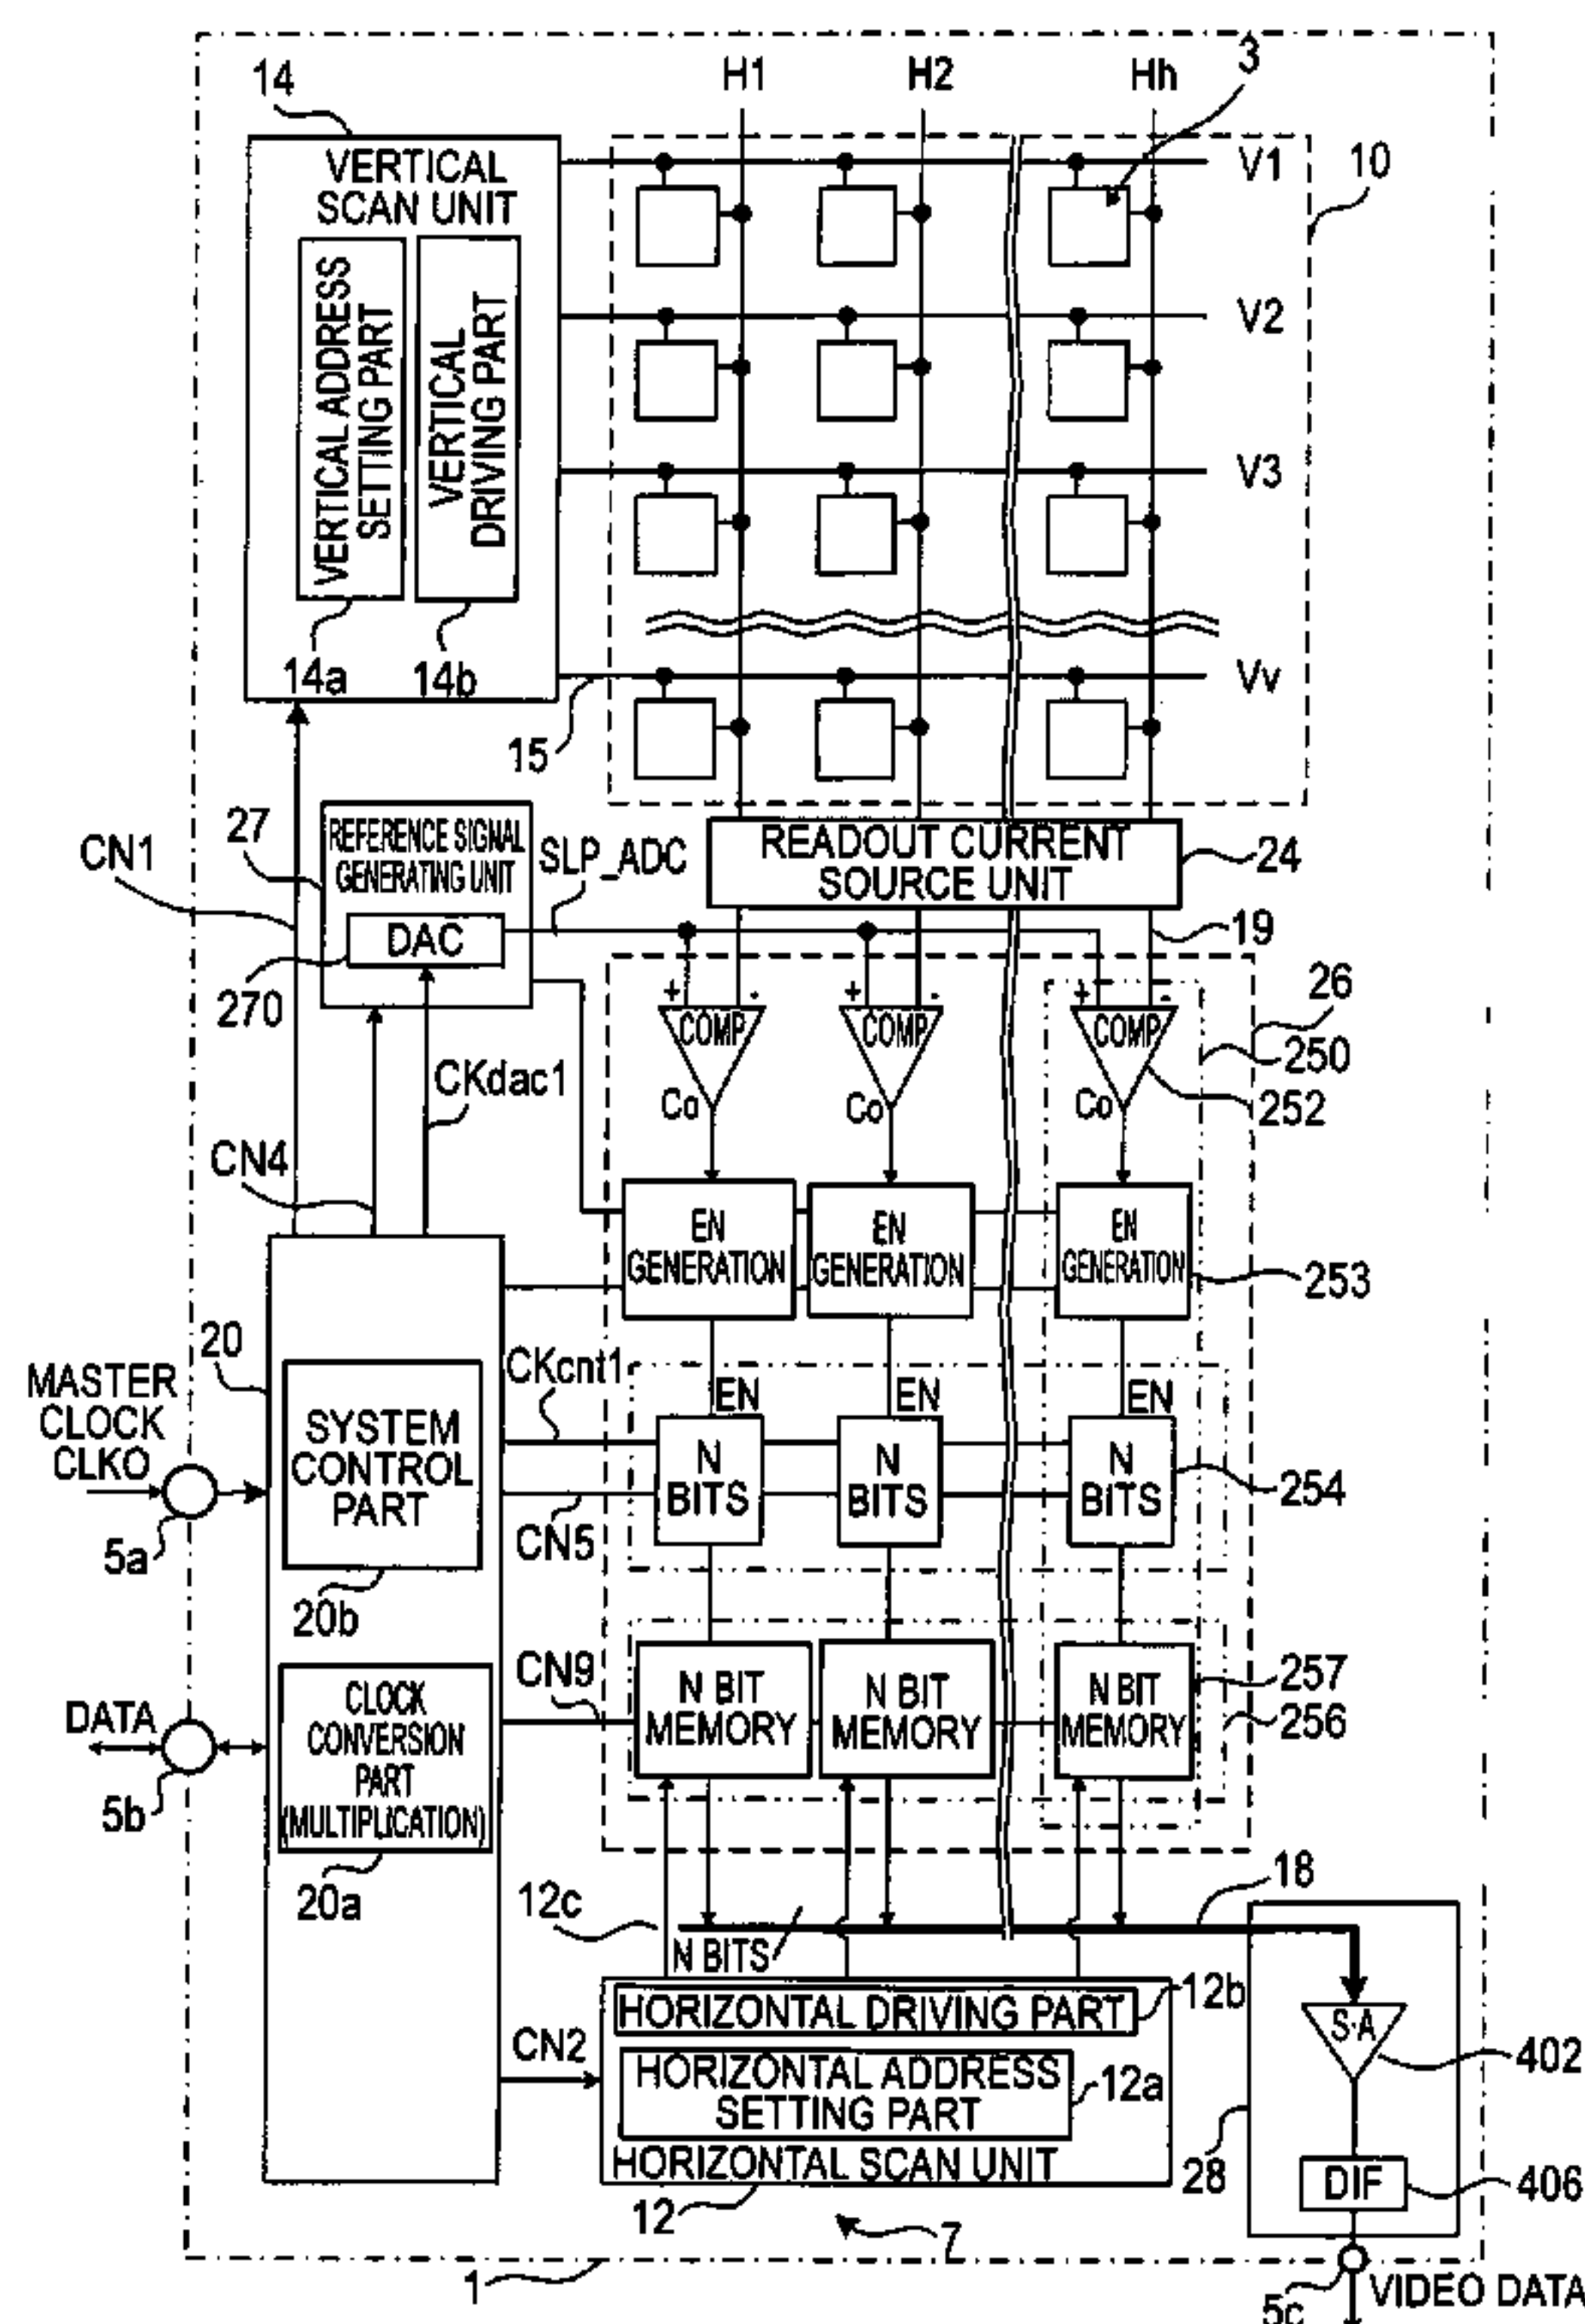 H1 H2 Hh 3
14
VERTICAL
SCAN UNIT
V1
10
VERTICAL ADDRESS
SETTING PART
VERTICAL
DRIVING PART
V2
V3
14a 14b
Vv
15
CN1
27
REFERENCE SIGNAL
GENERATING UNIT
SLP_ADC
READOUT CURRENT
SOURCE UNIT
24
DAC
19
270
+ - + - + -
26
COMP COMP COMP
250
CKdac1
Co Co Co
252
CN4
EN
GENERATION
EN
GENERATION
EN
GENERATION
253
20
MASTER
CLOCK
CLKO
CKcnt1
EN EN EN
SYSTEM
CONTROL
PART
N
BITS
N
BITS
N
BITS
254
5a
CN5
20b
CN9
N BIT
MEMORY
N BIT
MEMORY
N BIT
MEMORY
257
256
DATA
CLOCK
CONVERSION
PART
(MULTIPLICATION)
5b
20a
12c
18
N BITS
HORIZONTAL DRIVING PART
12b
CN2
S·A
402
HORIZONTAL ADDRESS
SETTING PART
12a
HORIZONTAL SCAN UNIT
28
DIF
406
12
7
1
5c
VIDEO DATA